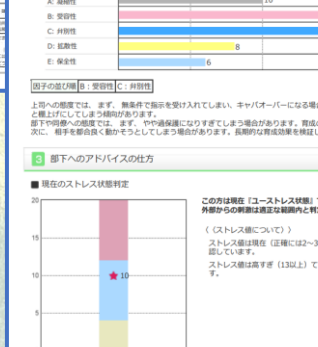 A: 凝縮性
10
B: 受容性
C: 弁別性
D: 拡散性
8
E: 保全性
6
因子の並び順 B：受容性 C：弁別性
上司への態度では、まず、無条件で指示を受け入れてしまい、キャパオーバーになる場合
と棚上げにしてしまう傾向があります。
部下や同僚への態度では、まず、やや過保護になりすぎてしまう場合があります。育成の
次に、相手を都合良く動かそうとしてしまう場合があります。長期的な育成効果を検証し
3 部下へのアドバイスの仕方
■ 現在のストレス状態判定
20
15
10
5
★ 10
この方は現在『ユーストレス状態』
外部からの刺激は適正な範囲内と判
〈〈ストレス値について〉〉
ストレス値は現在（正確には2〜3
認しています。
ストレス値は高すぎ（13以上）て
す。